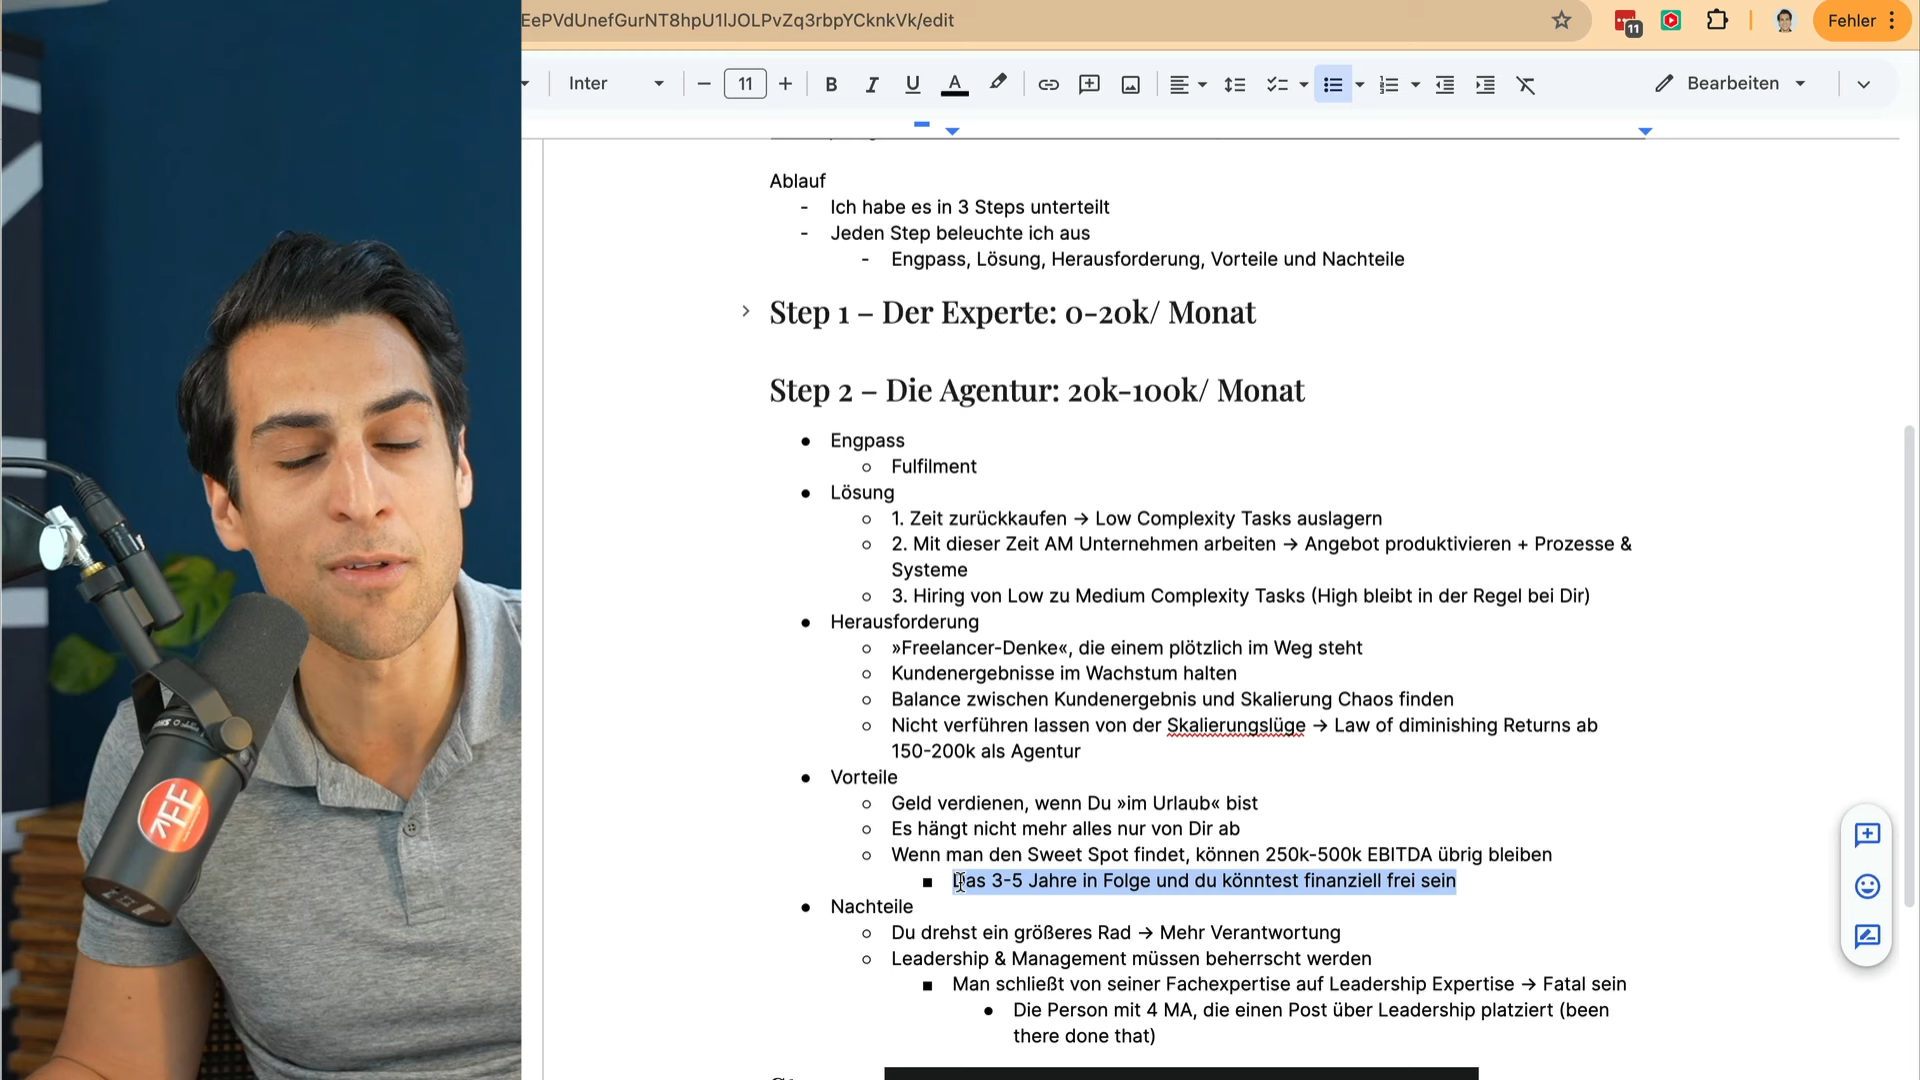 EePVdUnefGurNT8hpU1lJOLPvZq3rbpYCknkVk/edit
11
Fehler
Inter
11
B I U A
Bearbeiten
Ablauf
- Ich habe es in 3 Steps unterteilt
- Jeden Step beleuchte ich aus
- Engpass, Lösung, Herausforderung, Vorteile und Nachteile
Step 1 – Der Experte: 0-20k/ Monat
Step 2 – Die Agentur: 20k-100k/ Monat
● Engpass
○ Fulfilment
● Lösung
○ 1. Zeit zurückkaufen → Low Complexity Tasks auslagern
○ 2. Mit dieser Zeit AM Unternehmen arbeiten → Angebot produktivieren + Prozesse &
Systeme
○ 3. Hiring von Low zu Medium Complexity Tasks (High bleibt in der Regel bei Dir)
● Herausforderung
○ »Freelancer-Denke«, die einem plötzlich im Weg steht
○ Kundenergebnisse im Wachstum halten
○ Balance zwischen Kundenergebnis und Skalierung Chaos finden
○ Nicht verführen lassen von der Skalierungslüge → Law of diminishing Returns ab
150-200k als Agentur
● Vorteile
○ Geld verdienen, wenn Du »im Urlaub« bist
○ Es hängt nicht mehr alles nur von Dir ab
○ Wenn man den Sweet Spot findet, können 250k-500k EBITDA übrig bleiben
■ Das 3-5 Jahre in Folge und du könntest finanziell frei sein
● Nachteile
○ Du drehst ein größeres Rad → Mehr Verantwortung
○ Leadership & Management müssen beherrscht werden
■ Man schließt von seiner Fachexpertise auf Leadership Expertise → Fatal sein
● Die Person mit 4 MA, die einen Post über Leadership platziert (been
there done that)